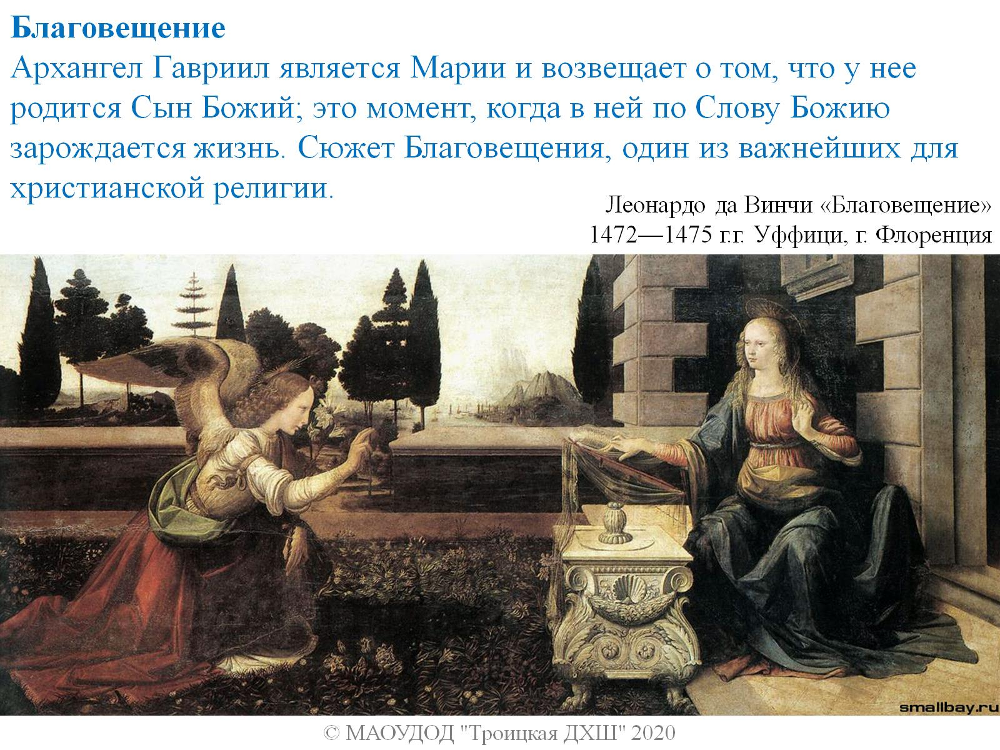 Благовещение
Архангел Гавриил является Марии и возвещает о том, что у нее
родится Сын Божий; это момент, когда в ней по Слову Божию
зарождается жизнь. Сюжет Благовещения, один из важнейших для
христианской религии.
Леонардо да Винчи «Благовещение»
1472—1475 г.г. Уффици, г. Флоренция
smallbay.ru
© МАОУДОД "Троицкая ДХШ" 2020